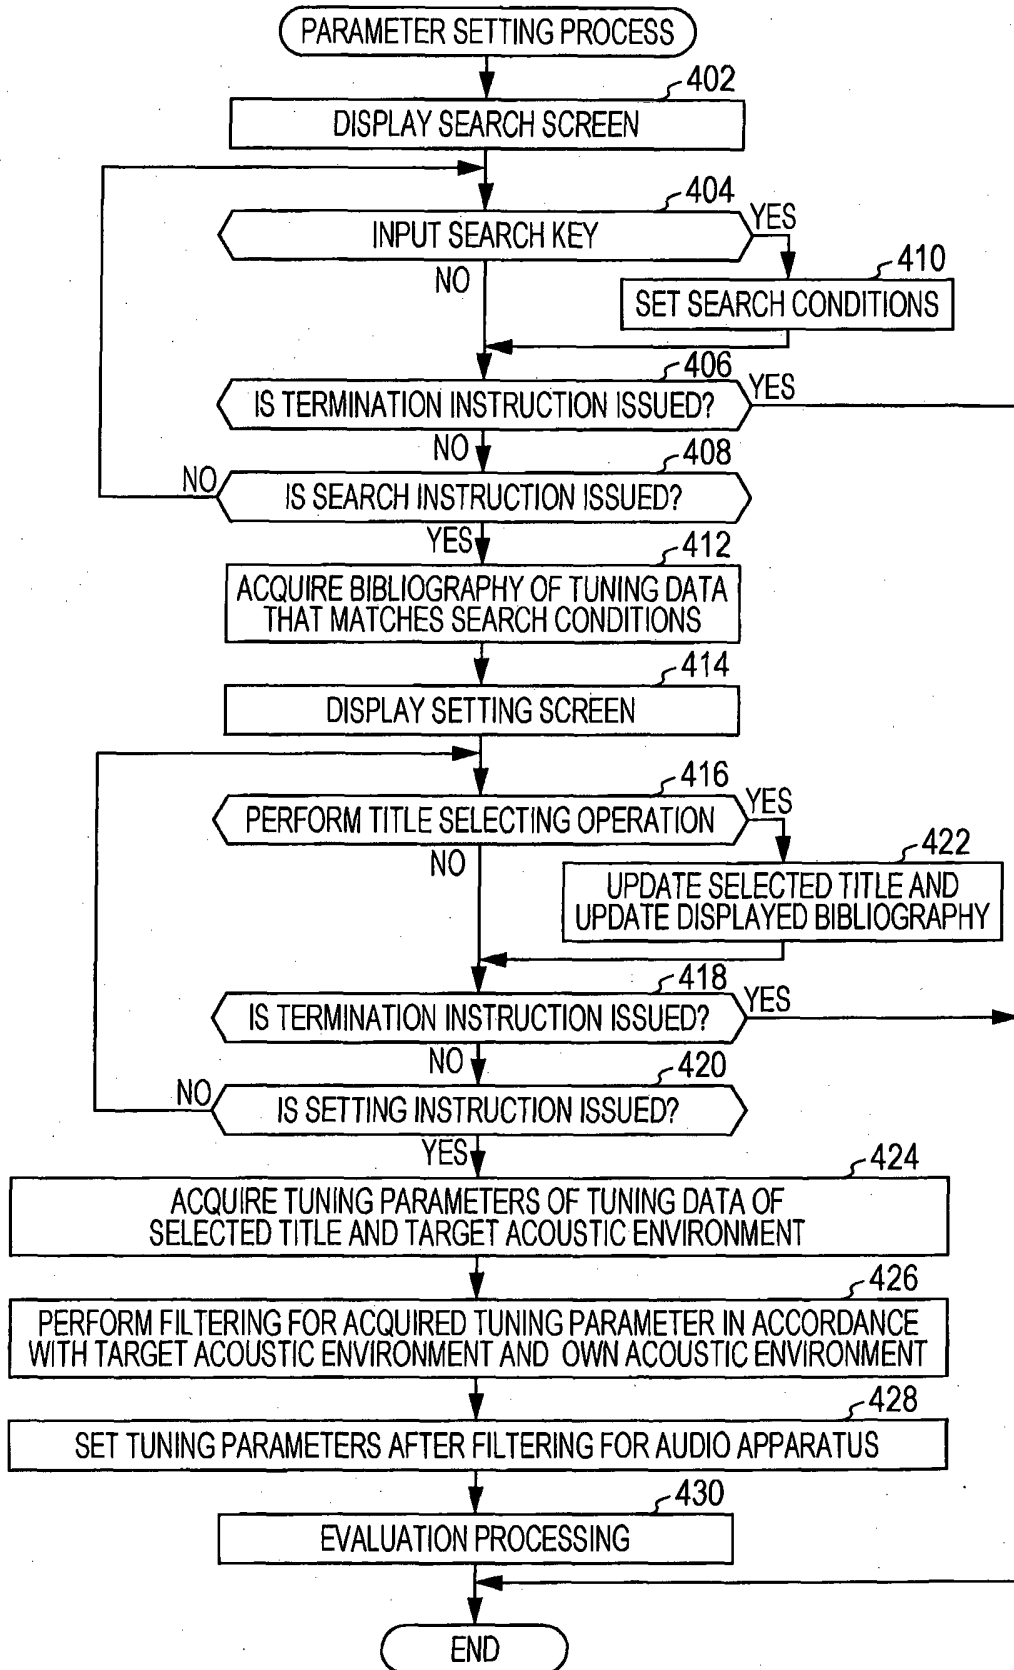 PARAMETER SETTING PROCESS
402
DISPLAY SEARCH SCREEN
404
INPUT SEARCH KEY
YES
NO
410
SET SEARCH CONDITIONS
406
IS TERMINATION INSTRUCTION ISSUED?
YES
NO
408
NO
IS SEARCH INSTRUCTION ISSUED?
YES
412
ACQUIRE BIBLIOGRAPHY OF TUNING DATA
THAT MATCHES SEARCH CONDITIONS
414
DISPLAY SETTING SCREEN
416
PERFORM TITLE SELECTING OPERATION
YES
NO
422
UPDATE SELECTED TITLE AND
UPDATE DISPLAYED BIBLIOGRAPHY
418
IS TERMINATION INSTRUCTION ISSUED?
YES
NO
420
NO
IS SETTING INSTRUCTION ISSUED?
YES
424
ACQUIRE TUNING PARAMETERS OF TUNING DATA OF
SELECTED TITLE AND TARGET ACOUSTIC ENVIRONMENT
426
PERFORM FILTERING FOR ACQUIRED TUNING PARAMETER IN ACCORDANCE
WITH TARGET ACOUSTIC ENVIRONMENT AND OWN ACOUSTIC ENVIRONMENT
428
SET TUNING PARAMETERS AFTER FILTERING FOR AUDIO APPARATUS
430
EVALUATION PROCESSING
END